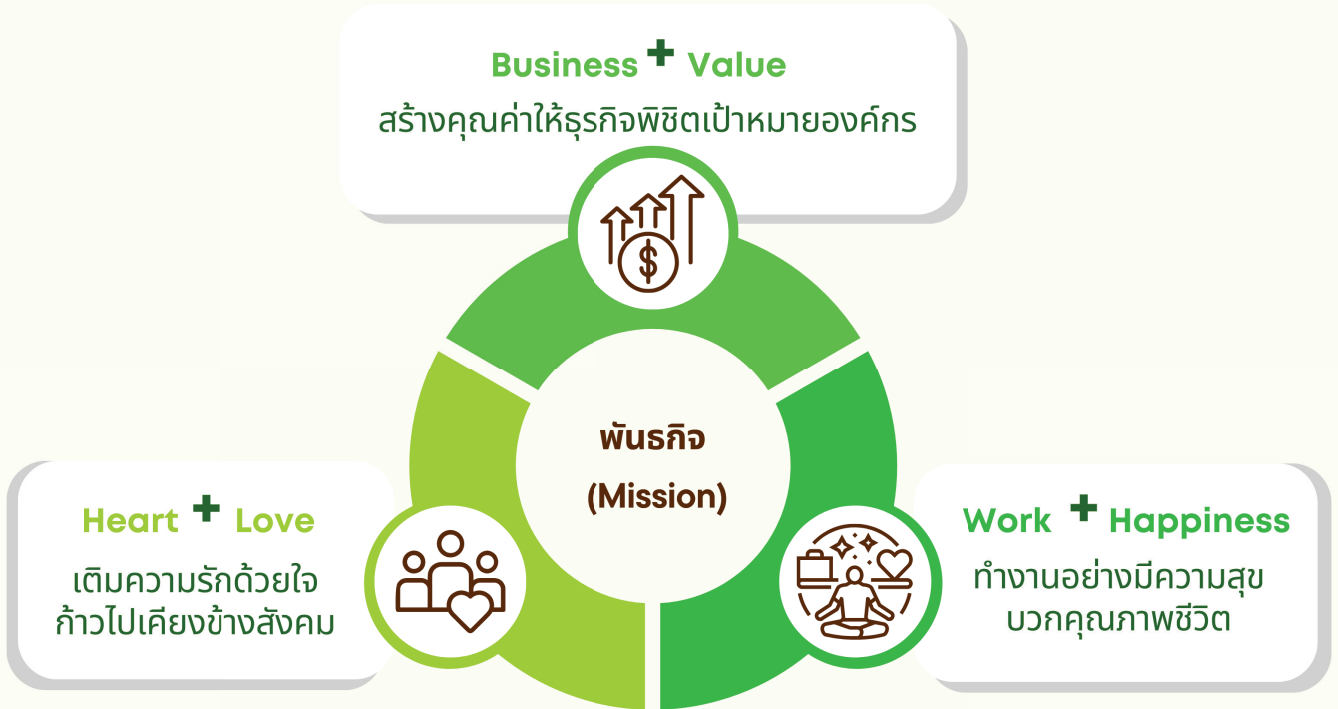 Business + Value
สร้างคุณค่าให้ธุรกิจพิชิตเป้าหมายองค์กร
$
พันธกิจ
(Mission)
Heart + Love
เติมความรักด้วยใจ
ก้าวไปเคียงข้างสังคม
Work + Happiness
ทำงานอย่างมีความสุข
บวกคุณภาพชีวิต